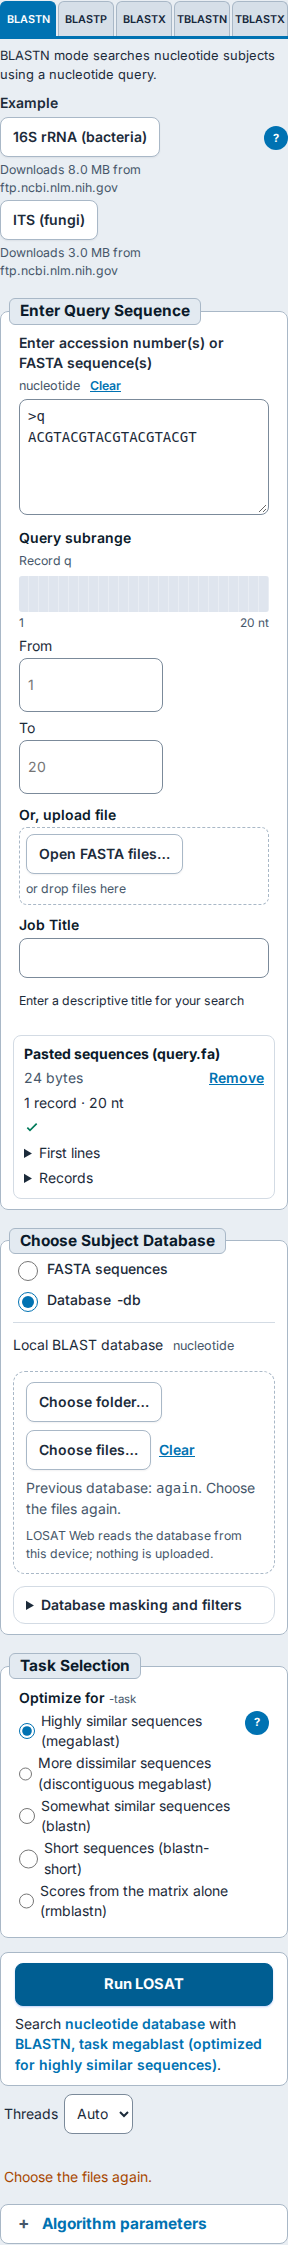 BLASTN BLASTP BLASTX TBLASTN TBLASTX
BLASTN mode searches nucleotide subjects
using a nucleotide query.
Example
16S rRNA (bacteria)
?
Downloads 8.0 MB from
ftp.ncbi.nlm.nih.gov
ITS (fungi)
Downloads 3.0 MB from
ftp.ncbi.nlm.nih.gov
Enter Query Sequence
Enter accession number(s) or
FASTA sequence(s)
nucleotide Clear
>q
ACGTACGTACGTACGTACGT
Query subrange
Record q
1 20 nt
From
1
To
20
Or, upload file
Open FASTA files...
or drop files here
Job Title
Enter a descriptive title for your search
Pasted sequences (query.fa)
24 bytes Remove
1 record · 20 nt
✓
▶ First lines
▶ Records
Choose Subject Database
FASTA sequences
Database -db
Local BLAST database nucleotide
Choose folder...
Choose files... Clear
Previous database: again. Choose
the files again.
LOSAT Web reads the database from
this device; nothing is uploaded.
▶ Database masking and filters
Task Selection
Optimize for -task
Highly similar sequences
(megablast)
?
More dissimilar sequences
(discontiguous megablast)
Somewhat similar sequences
(blastn)
Short sequences (blastn-
short)
Scores from the matrix alone
(rmblastn)
Run LOSAT
Search nucleotide database with
BLASTN, task megablast (optimized
for highly similar sequences).
Threads Auto
Choose the files again.
+ Algorithm parameters